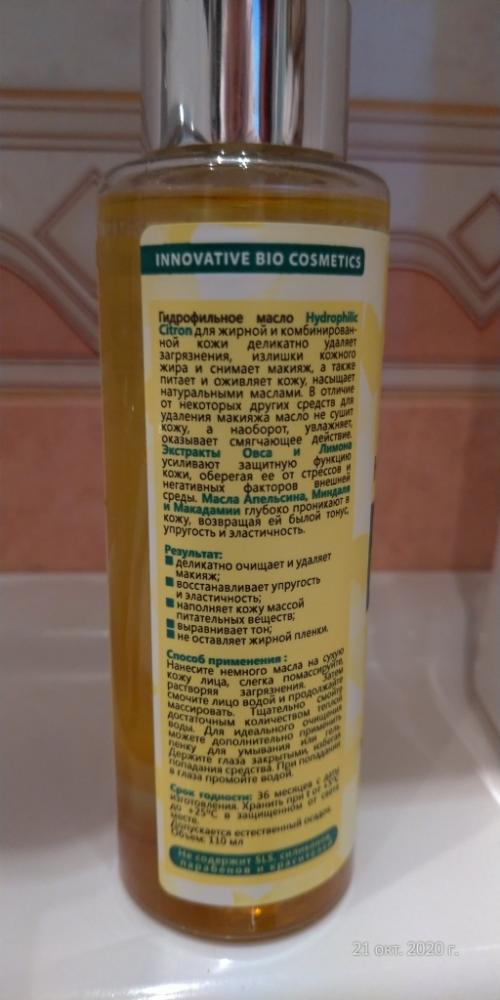 INNOVATIVE BIO COSMETICS
Гидрофильное масло Hydrophilic
Citron для жирной и комбинирован-
ной кожи деликатно удаляет
загрязнения, излишки кожного
жира и снимает макияж, а также
питает и оживляет кожу, насыщает
натуральными маслами. В отличие
от некоторых других средств для
удаления макияжа масло не сушит
кожу, а наоборот, увлажняет,
оказывает смягчающее действие.
Экстракты Овса и Лимона
усиливают защитную функцию
кожи, оберегая ее от стрессов и
негативных факторов внешней
среды. Масла Апельсина, Миндаля
и Макадамии глубоко проникают в
кожу, возвращая ей былой тонус,
упругость и эластичность.
Результат:
деликатно очищает и удаляет
макияж;
восстанавливает упругость
и эластичность;
наполняет кожу массой
питательных веществ;
выравнивает тон;
не оставляет жирной пленки.
Способ применения :
Нанесите немного масла на сухую
кожу лица, слегка помассируйте,
растворяя загрязнения. Затем
смочите лицо водой и продолжайте
массировать. Тщательно смойте
достаточным количеством теплой
воды. Для идеального очищения
можете дополнительно применить
пенку для умывания или гель.
Держите глаза закрытыми, избегая
попадания средства. При попадании
в глаза промойте водой.
Срок годности: 36 месяцев с даты
изготовления. Хранить при t от +5°С
до +25°С в защищенном от света
месте.
Допускается естественный осадок.
Объем: 110 мл
Не содержит SLS, силиконов,
парабенов и красителей
21 окт. 2020 г.